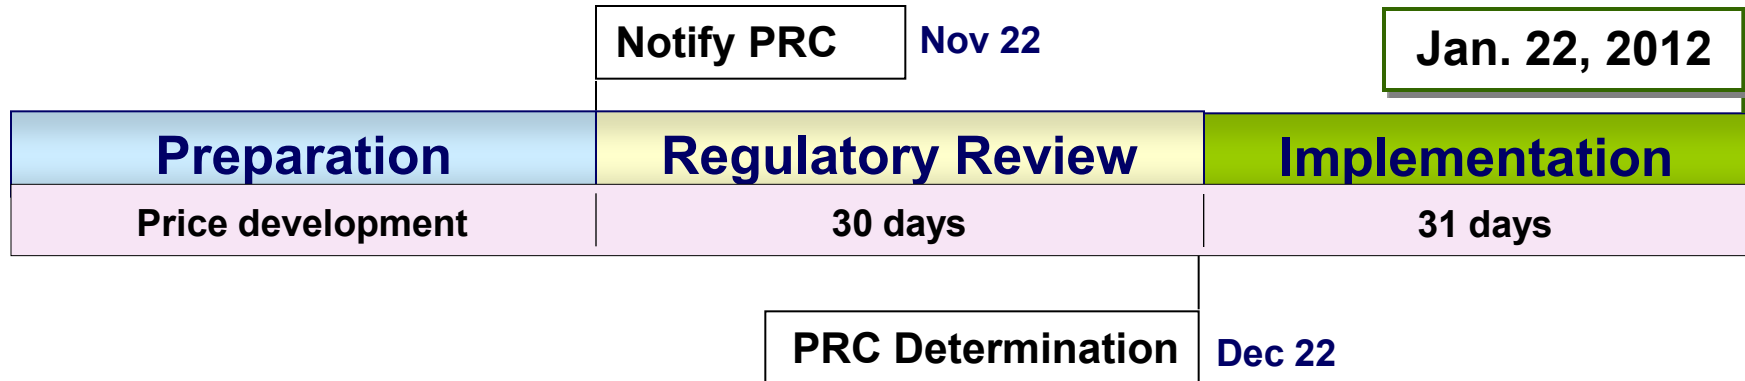 Notify PRC
Nov 22
Jan. 22, 2012
Preparation
Regulatory Review
Implementation
Price development
30 days
31 days
PRC Determination
Dec 22